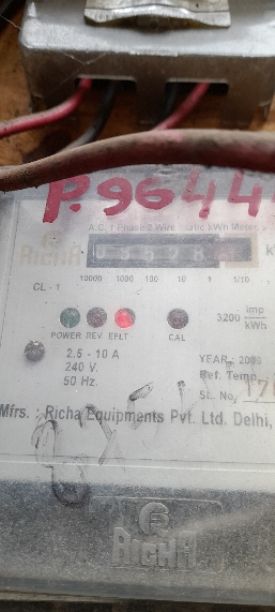 P.9644
A.C. 1 Phase 2 Wire Static kWh Meter
RICHA
10000 1000 100 10 1 1/10
CL - 1
3200 imp
kWh
POWER REV EFLT CAL
2.5 - 10 A
240 V.
50 Hz.
YEAR - 
Ref. Temp.
Sl. No.
Mfrs. : Richa Equipments Pvt. Ltd. Delhi,
RICHA